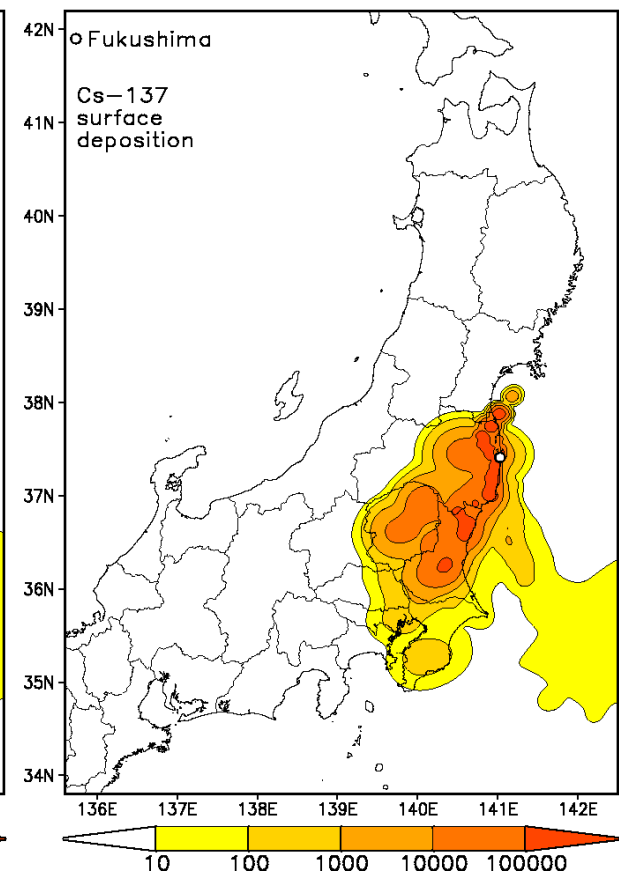 42N
Fukushima
Cs-137
surface
deposition
41N
40N
39N
38N
37N
36N
35N
34N
136E 137E 138E 139E 140E 141E 142E
10 100 1000 10000 100000